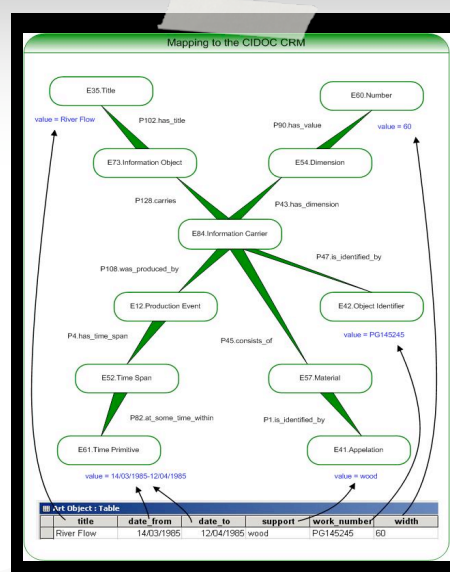 Mapping to the CIDOC CRM
E35.Title
E60.Number
value = River Flow
P102.has_title
P90.has_value
value = 60
E73.Information Object
E54.Dimension
P128.carries
P43.has_dimension
E84.Information Carrier
P47.is_identified_by
P108.was_produced_by
E12.Production Event
E42.Object Identifier
P4.has_time_span
P45.consists_of
value = PG145245
E52.Time Span
E57.Material
P82.at_some_time_within
P1.is_identified_by
E61.Time Primitive
E41.Appelation
value = 14/03/1985-12/04/1985
value = wood
Art Object : Table
title date_from date_to support work_number width
River Flow 14/03/1985 12/04/1985 wood PG145245 60